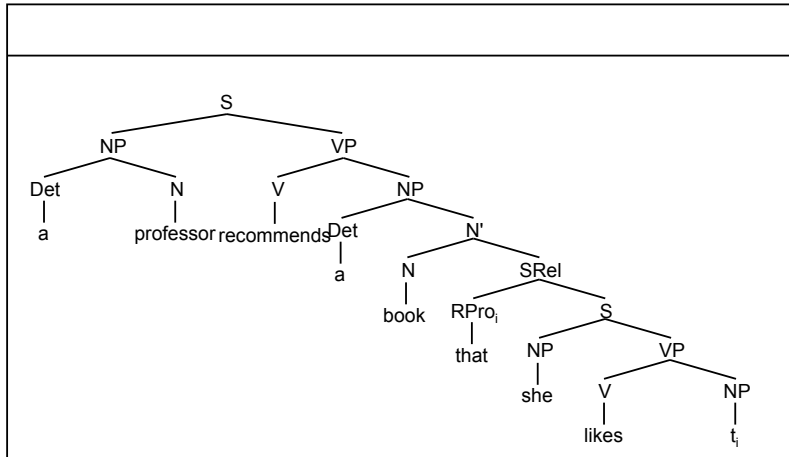 S
NP VP
Det N V NP
a professor recommends Det N'
a N SRel
book RProᵢ S
that NP VP
she V NP
likes tᵢ